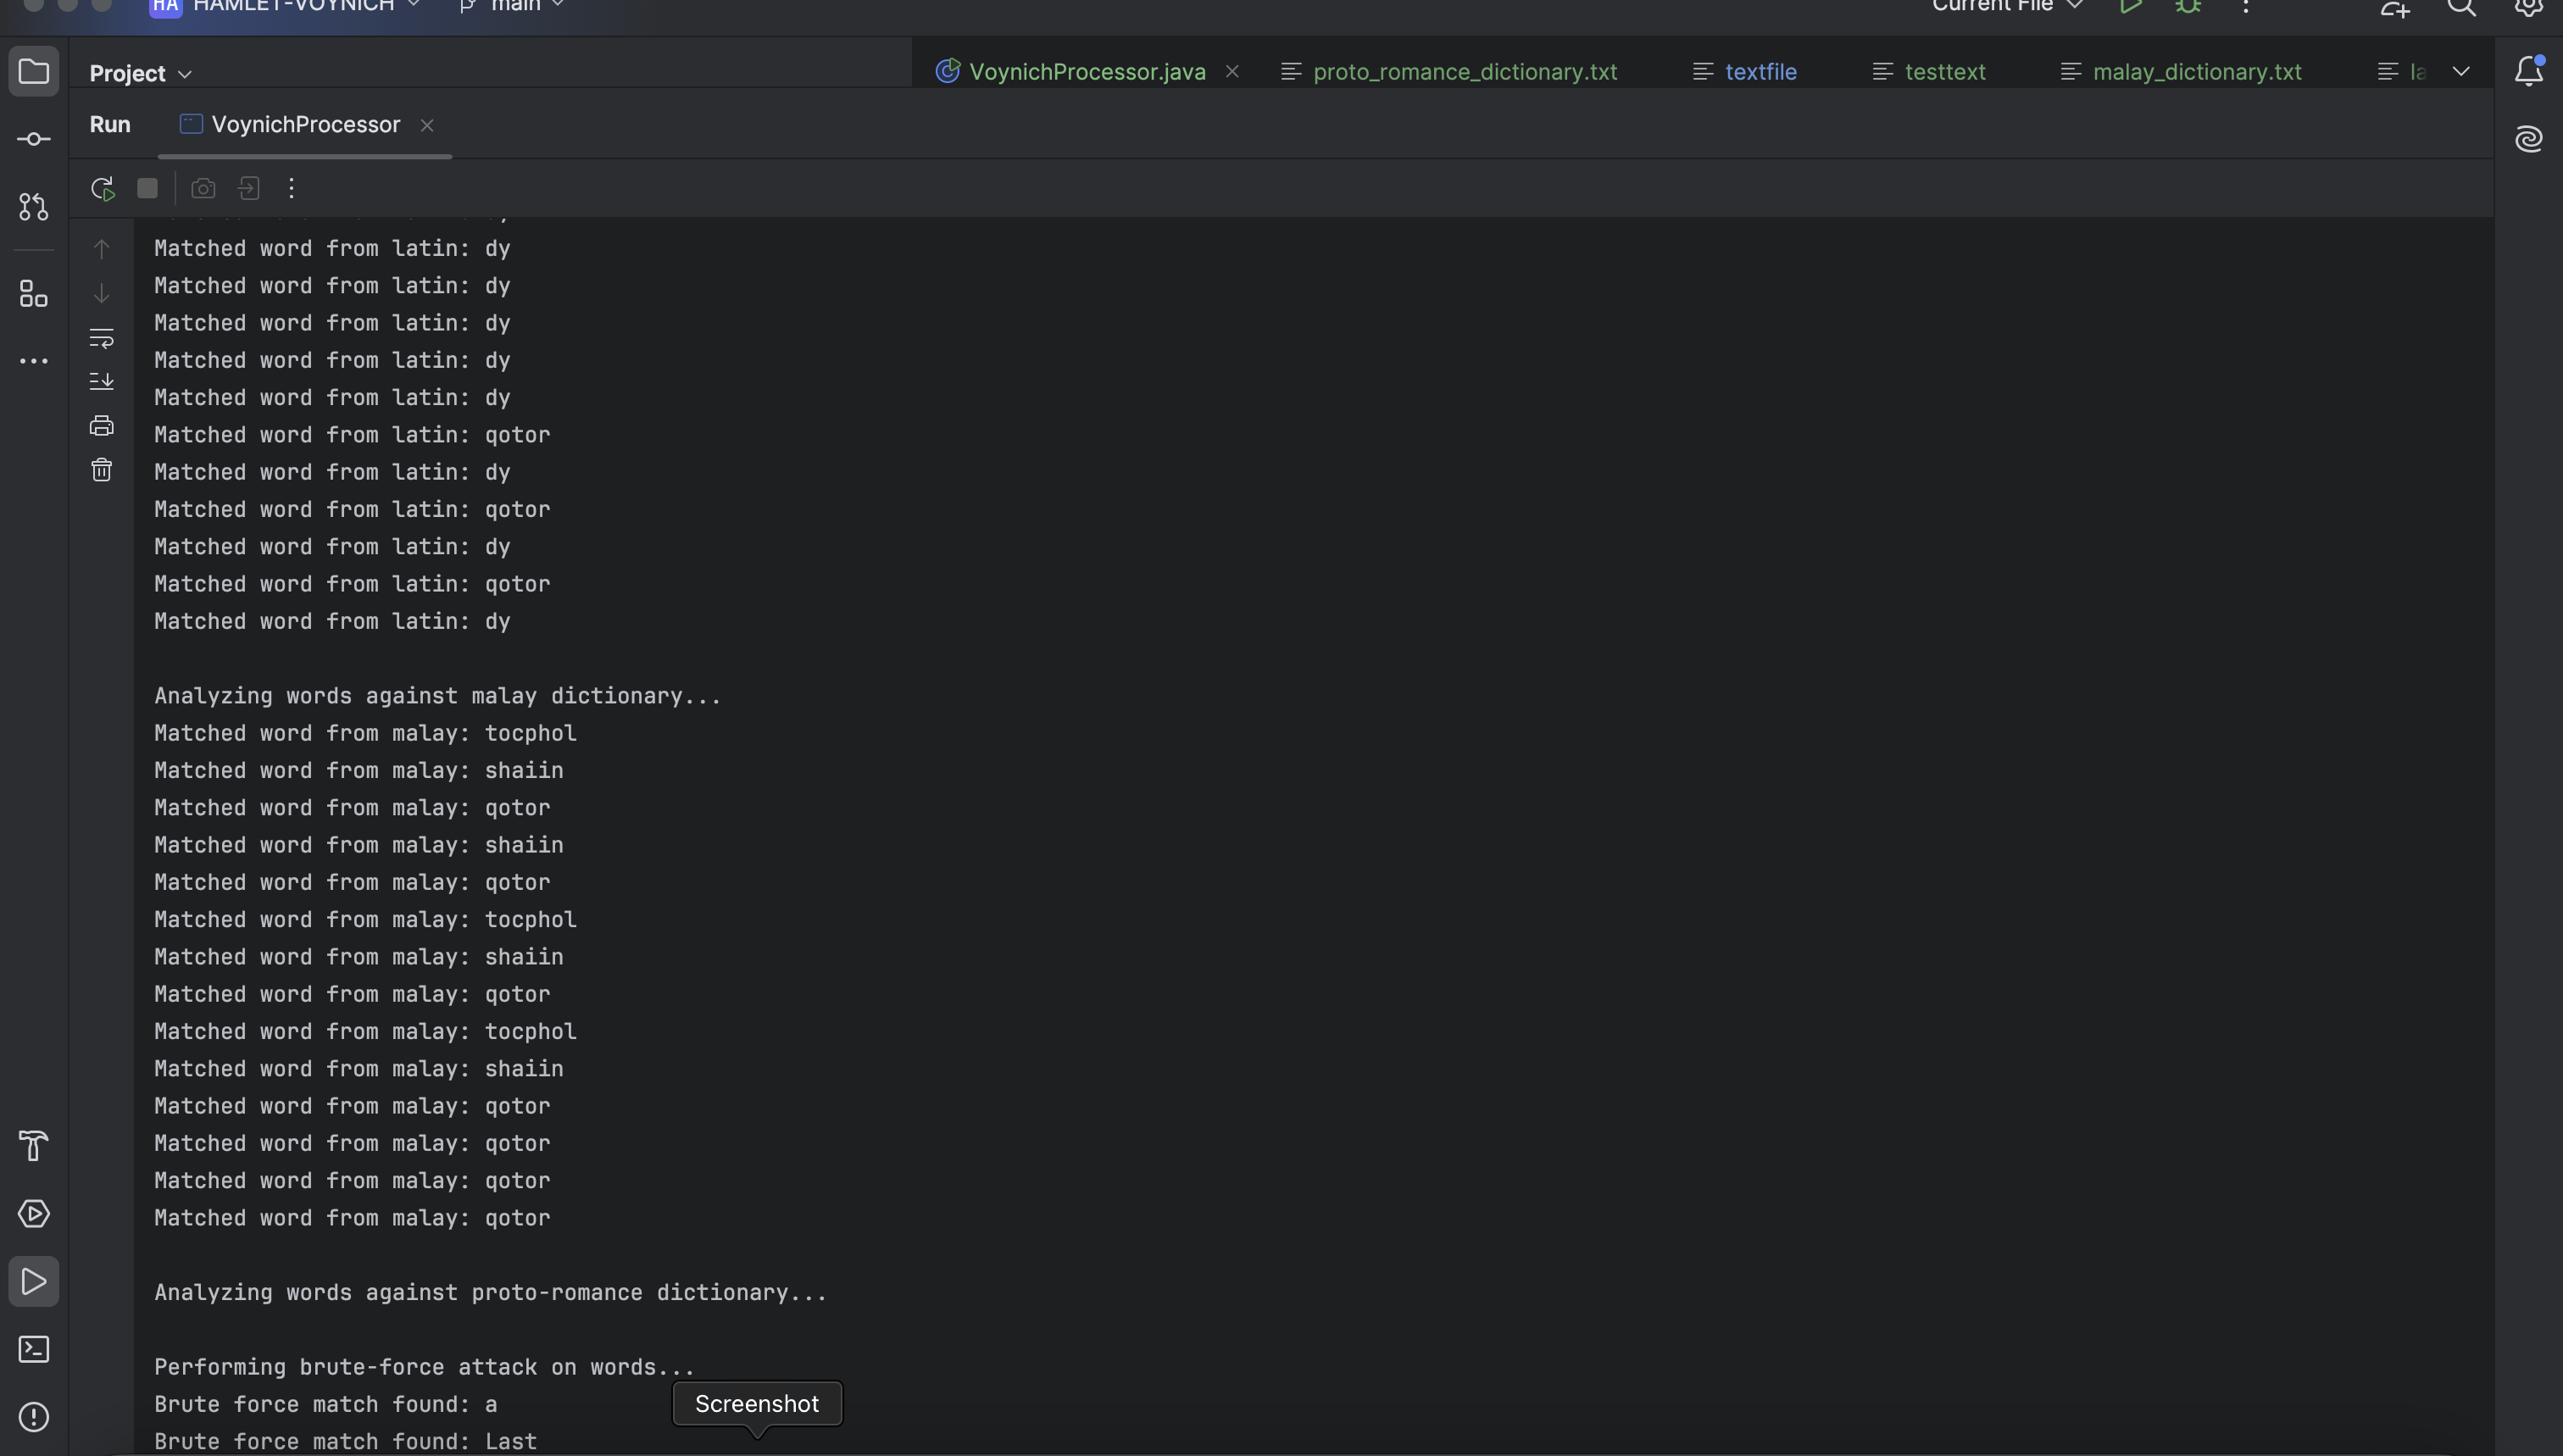 HA HAMLET-VOYNICH main Current File
Project VoynichProcessor.java proto_romance_dictionary.txt textfile testtext malay_dictionary.txt la
Run VoynichProcessor
Matched word from latin: dy
Matched word from latin: dy
Matched word from latin: dy
Matched word from latin: dy
Matched word from latin: dy
Matched word from latin: qotor
Matched word from latin: dy
Matched word from latin: qotor
Matched word from latin: dy
Matched word from latin: qotor
Matched word from latin: dy
Analyzing words against malay dictionary...
Matched word from malay: tocphol
Matched word from malay: shaiin
Matched word from malay: qotor
Matched word from malay: shaiin
Matched word from malay: qotor
Matched word from malay: tocphol
Matched word from malay: shaiin
Matched word from malay: qotor
Matched word from malay: tocphol
Matched word from malay: shaiin
Matched word from malay: qotor
Matched word from malay: qotor
Matched word from malay: qotor
Matched word from malay: qotor
Analyzing words against proto-romance dictionary...
Performing brute-force attack on words...
Brute force match found: a
Screenshot
Brute force match found: Last